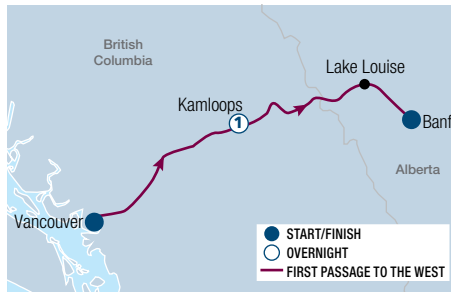 British
Columbia
Lake Louise
Kamloops
1
Banf
Alberta
Vancouver
START/FINISH
OVERNIGHT
FIRST PASSAGE TO THE WEST